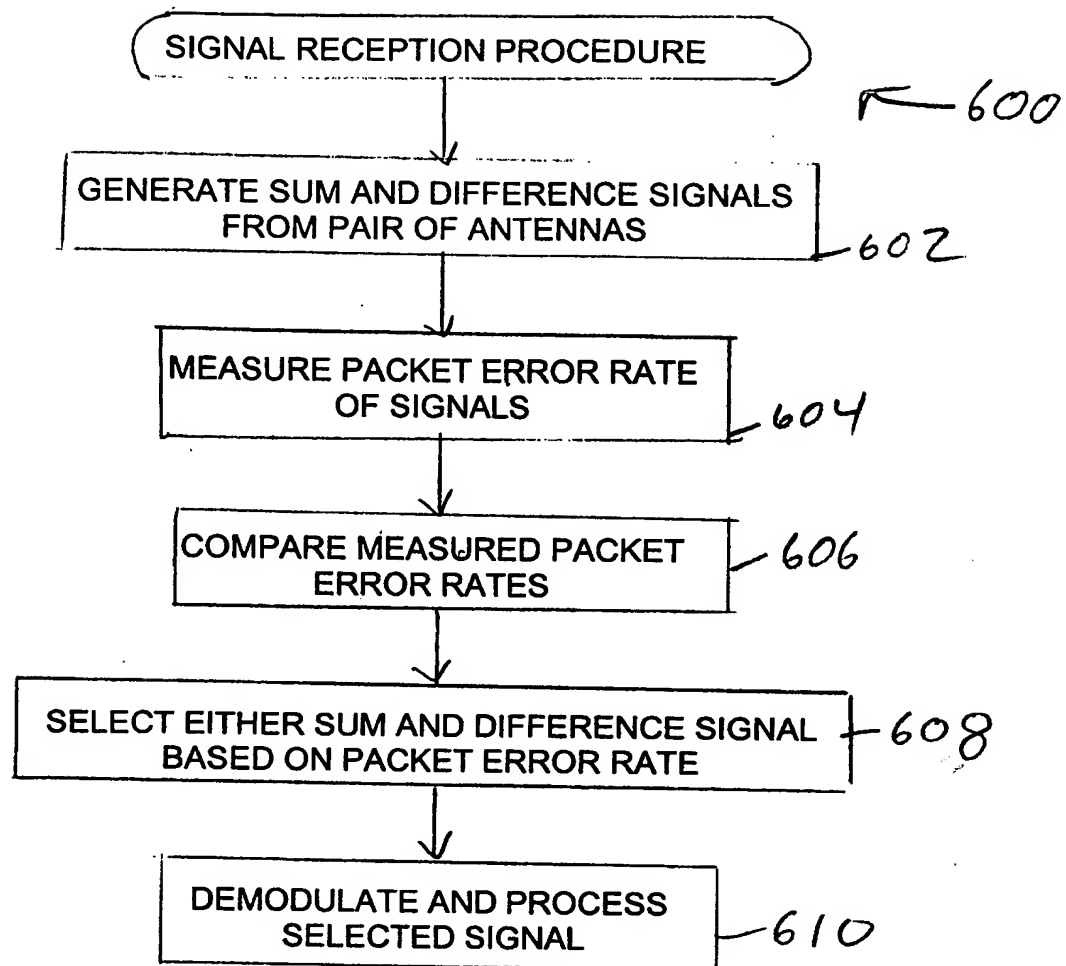 SIGNAL RECEPTION PROCEDURE
600
GENERATE SUM AND DIFFERENCE SIGNALS
FROM PAIR OF ANTENNAS
602
MEASURE PACKET ERROR RATE
OF SIGNALS
604
COMPARE MEASURED PACKET
ERROR RATES
606
SELECT EITHER SUM AND DIFFERENCE SIGNAL
BASED ON PACKET ERROR RATE
608
DEMODULATE AND PROCESS
SELECTED SIGNAL
610